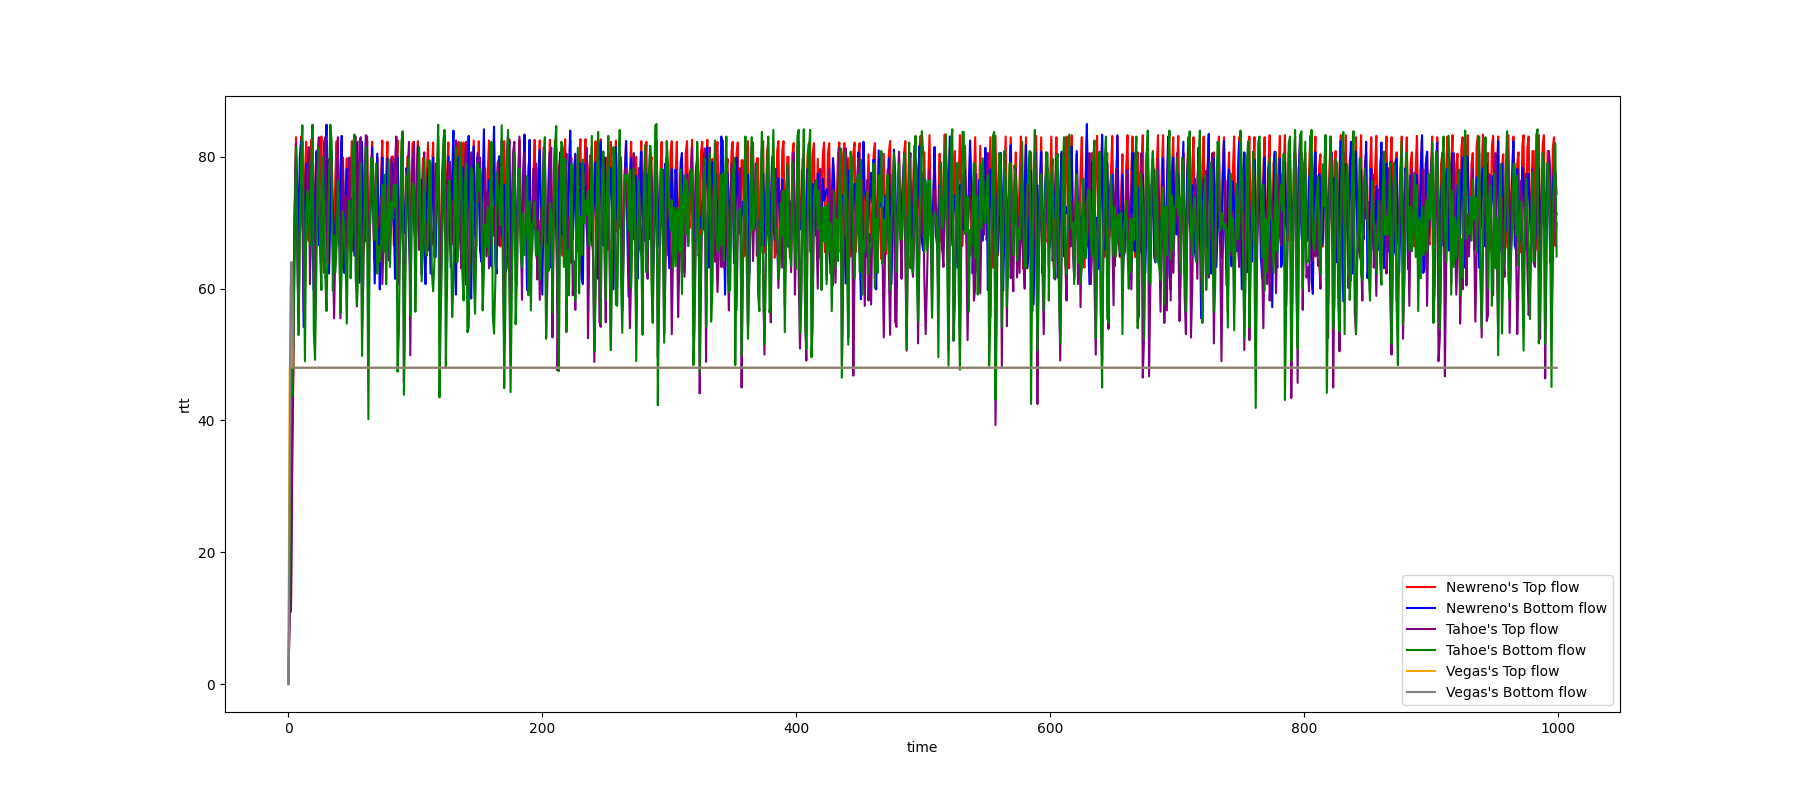 80
60
40
20
0
rtt
0 200 400 600 800 1000
time
Newreno's Top flow
Newreno's Bottom flow
Tahoe's Top flow
Tahoe's Bottom flow
Vegas's Top flow
Vegas's Bottom flow